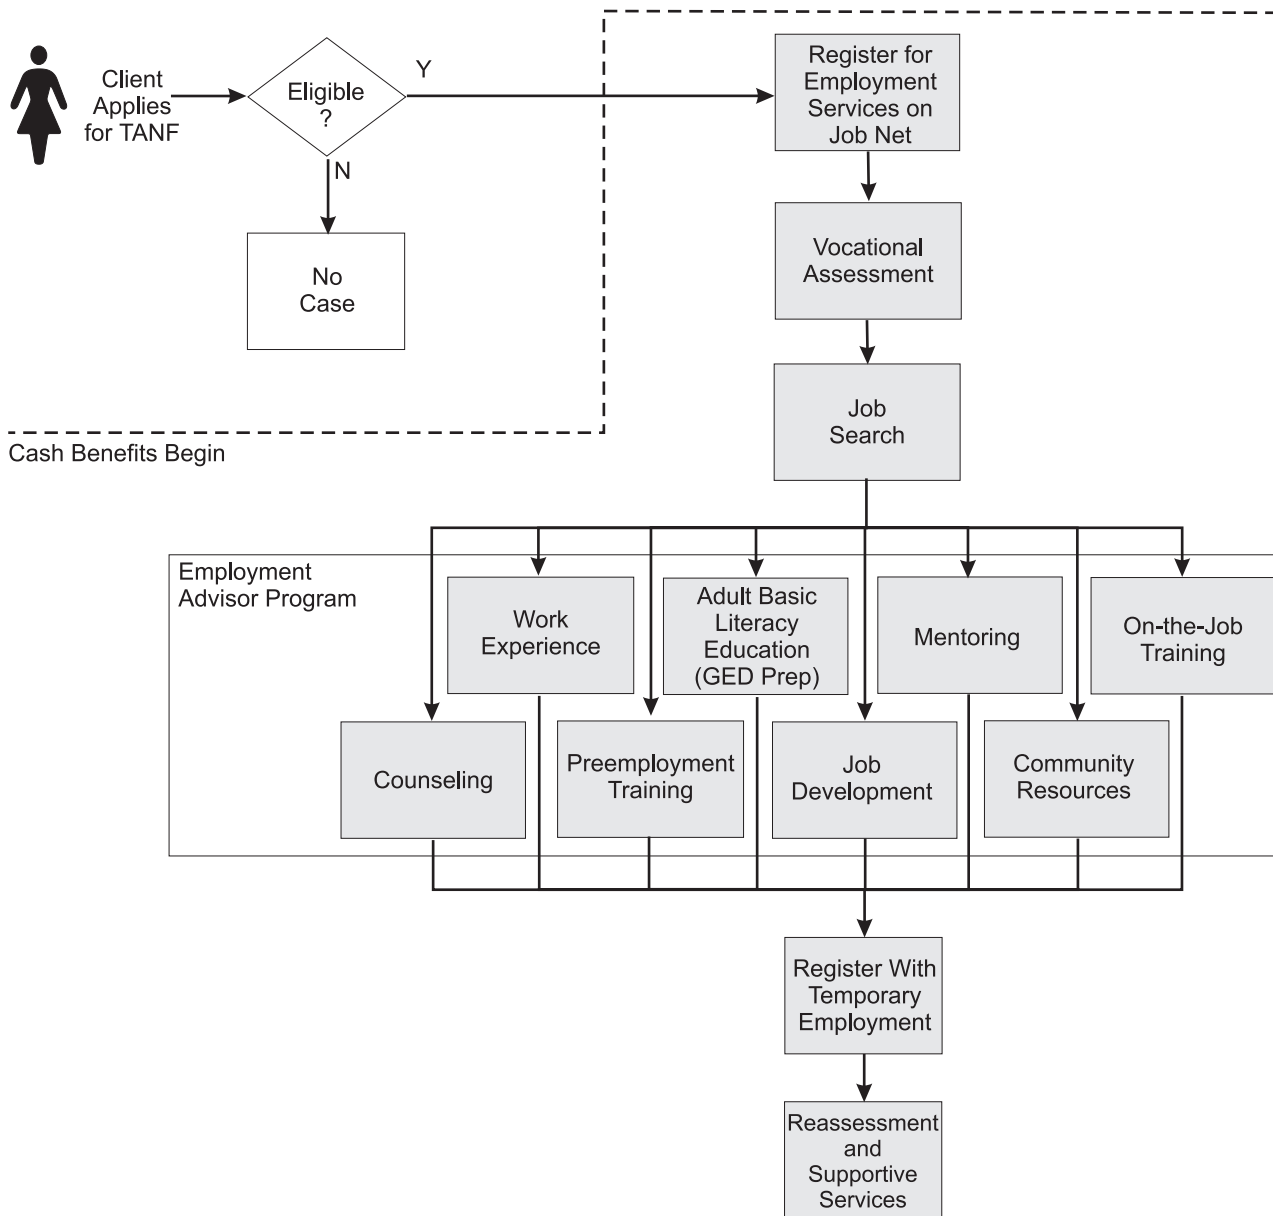 Client
Applies
for TANF
Eligible
?
Y
N
No
Case
Register for
Employment
Services on
Job Net
Vocational
Assessment
Job
Search
Cash Benefits Begin
Employment
Advisor Program
Work
Experience
Adult Basic
Literacy
Education
(GED Prep)
Mentoring
On-the-Job
Training
Counseling
Preemployment
Training
Job
Development
Community
Resources
Register With
Temporary
Employment
Reassessment
and
Supportive
Services